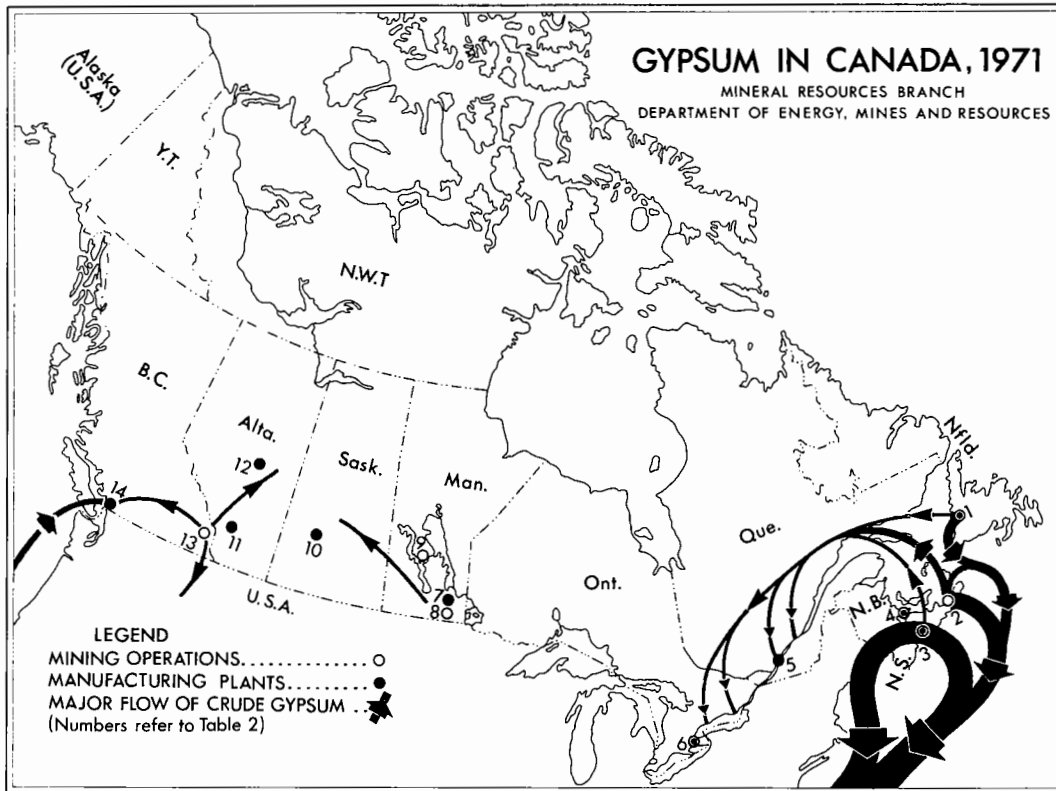 GYPSUM IN CANADA, 1971
MINERAL RESOURCES BRANCH
DEPARTMENT OF ENERGY, MINES AND RESOURCES
Alaska
(U.S.A.)
Y.T.
N.W.T
B.C.
Alta.
Sask.
Man.
Ont.
Que.
Nfld.
N.B.
N.S.
U.S.A.
14
13
12
11
10
9
7
8
1
2
3
4
5
6
LEGEND
MINING OPERATIONS....................
MANUFACTURING PLANTS...............
MAJOR FLOW OF CRUDE GYPSUM ..
(Numbers refer to Table 2)